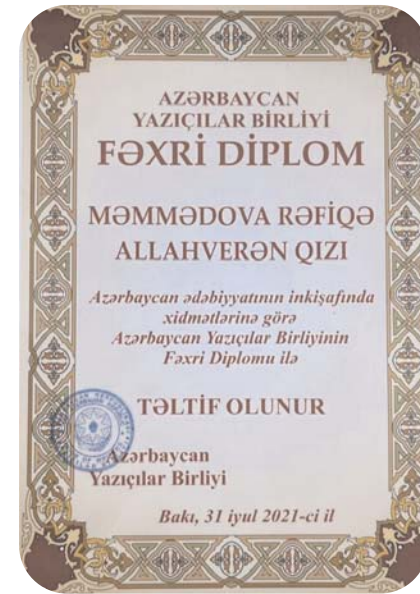 AZƏRBAYCAN
YAZIÇILAR BİRLİYİ
FƏXRİ DİPLOM
MƏMMƏDOVA RƏFİQƏ
ALLAHVERƏN QIZI
Azərbaycan ədəbiyyatının inkişafında
xidmətlərinə görə
Azərbaycan Yazıçılar Birliyinin
Fəxri Diplomu ilə
TƏLTİF OLUNUR
Azərbaycan
Yazıçılar Birliyi
Bakı, 31 iyul 2021-ci il